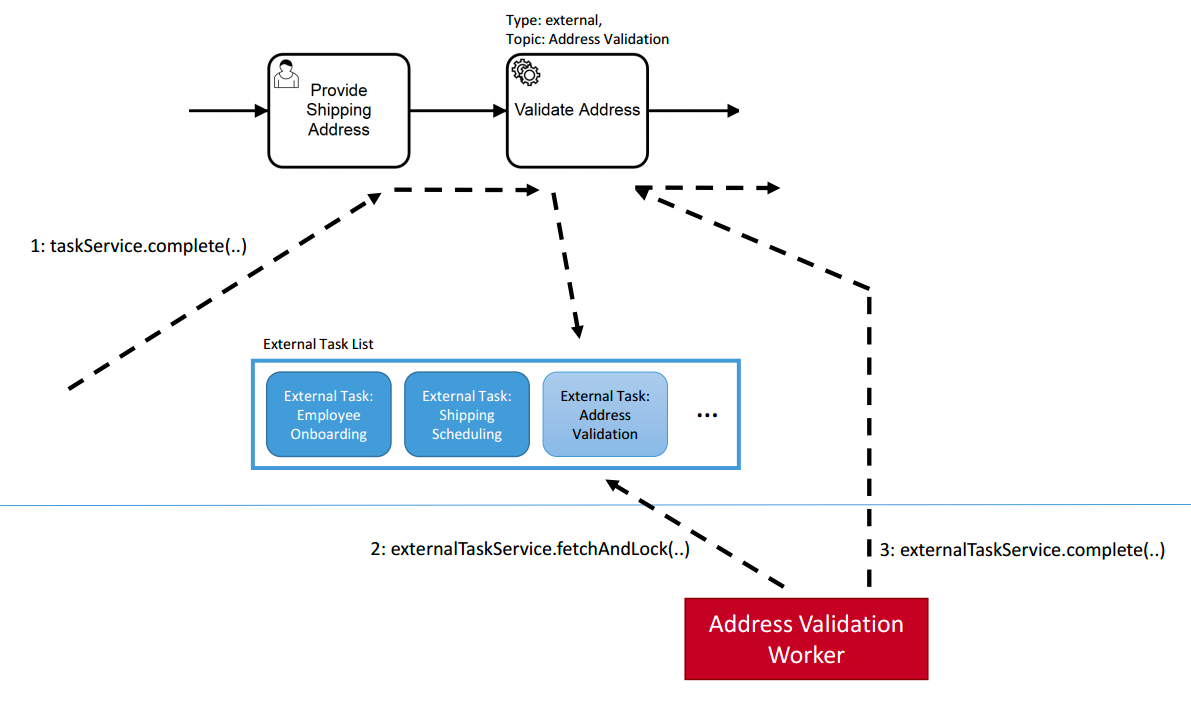 Type: external,
Topic: Address Validation
Provide
Shipping
Address
Validate Address
1: taskService.complete(..)
External Task List
External Task:
Employee
Onboarding
External Task:
Shipping
Scheduling
External Task:
Address
Validation
...
2: externalTaskService.fetchAndLock(..)
3: externalTaskService.complete(..)
Address Validation
Worker